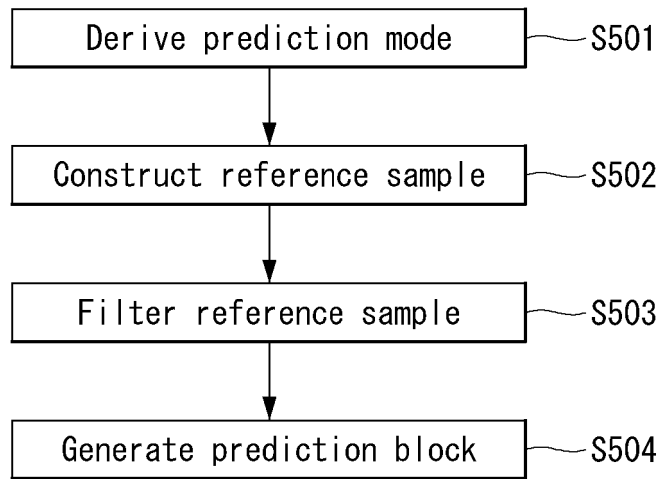 Derive prediction mode S501
Construct reference sample S502
Filter reference sample S503
Generate prediction block S504